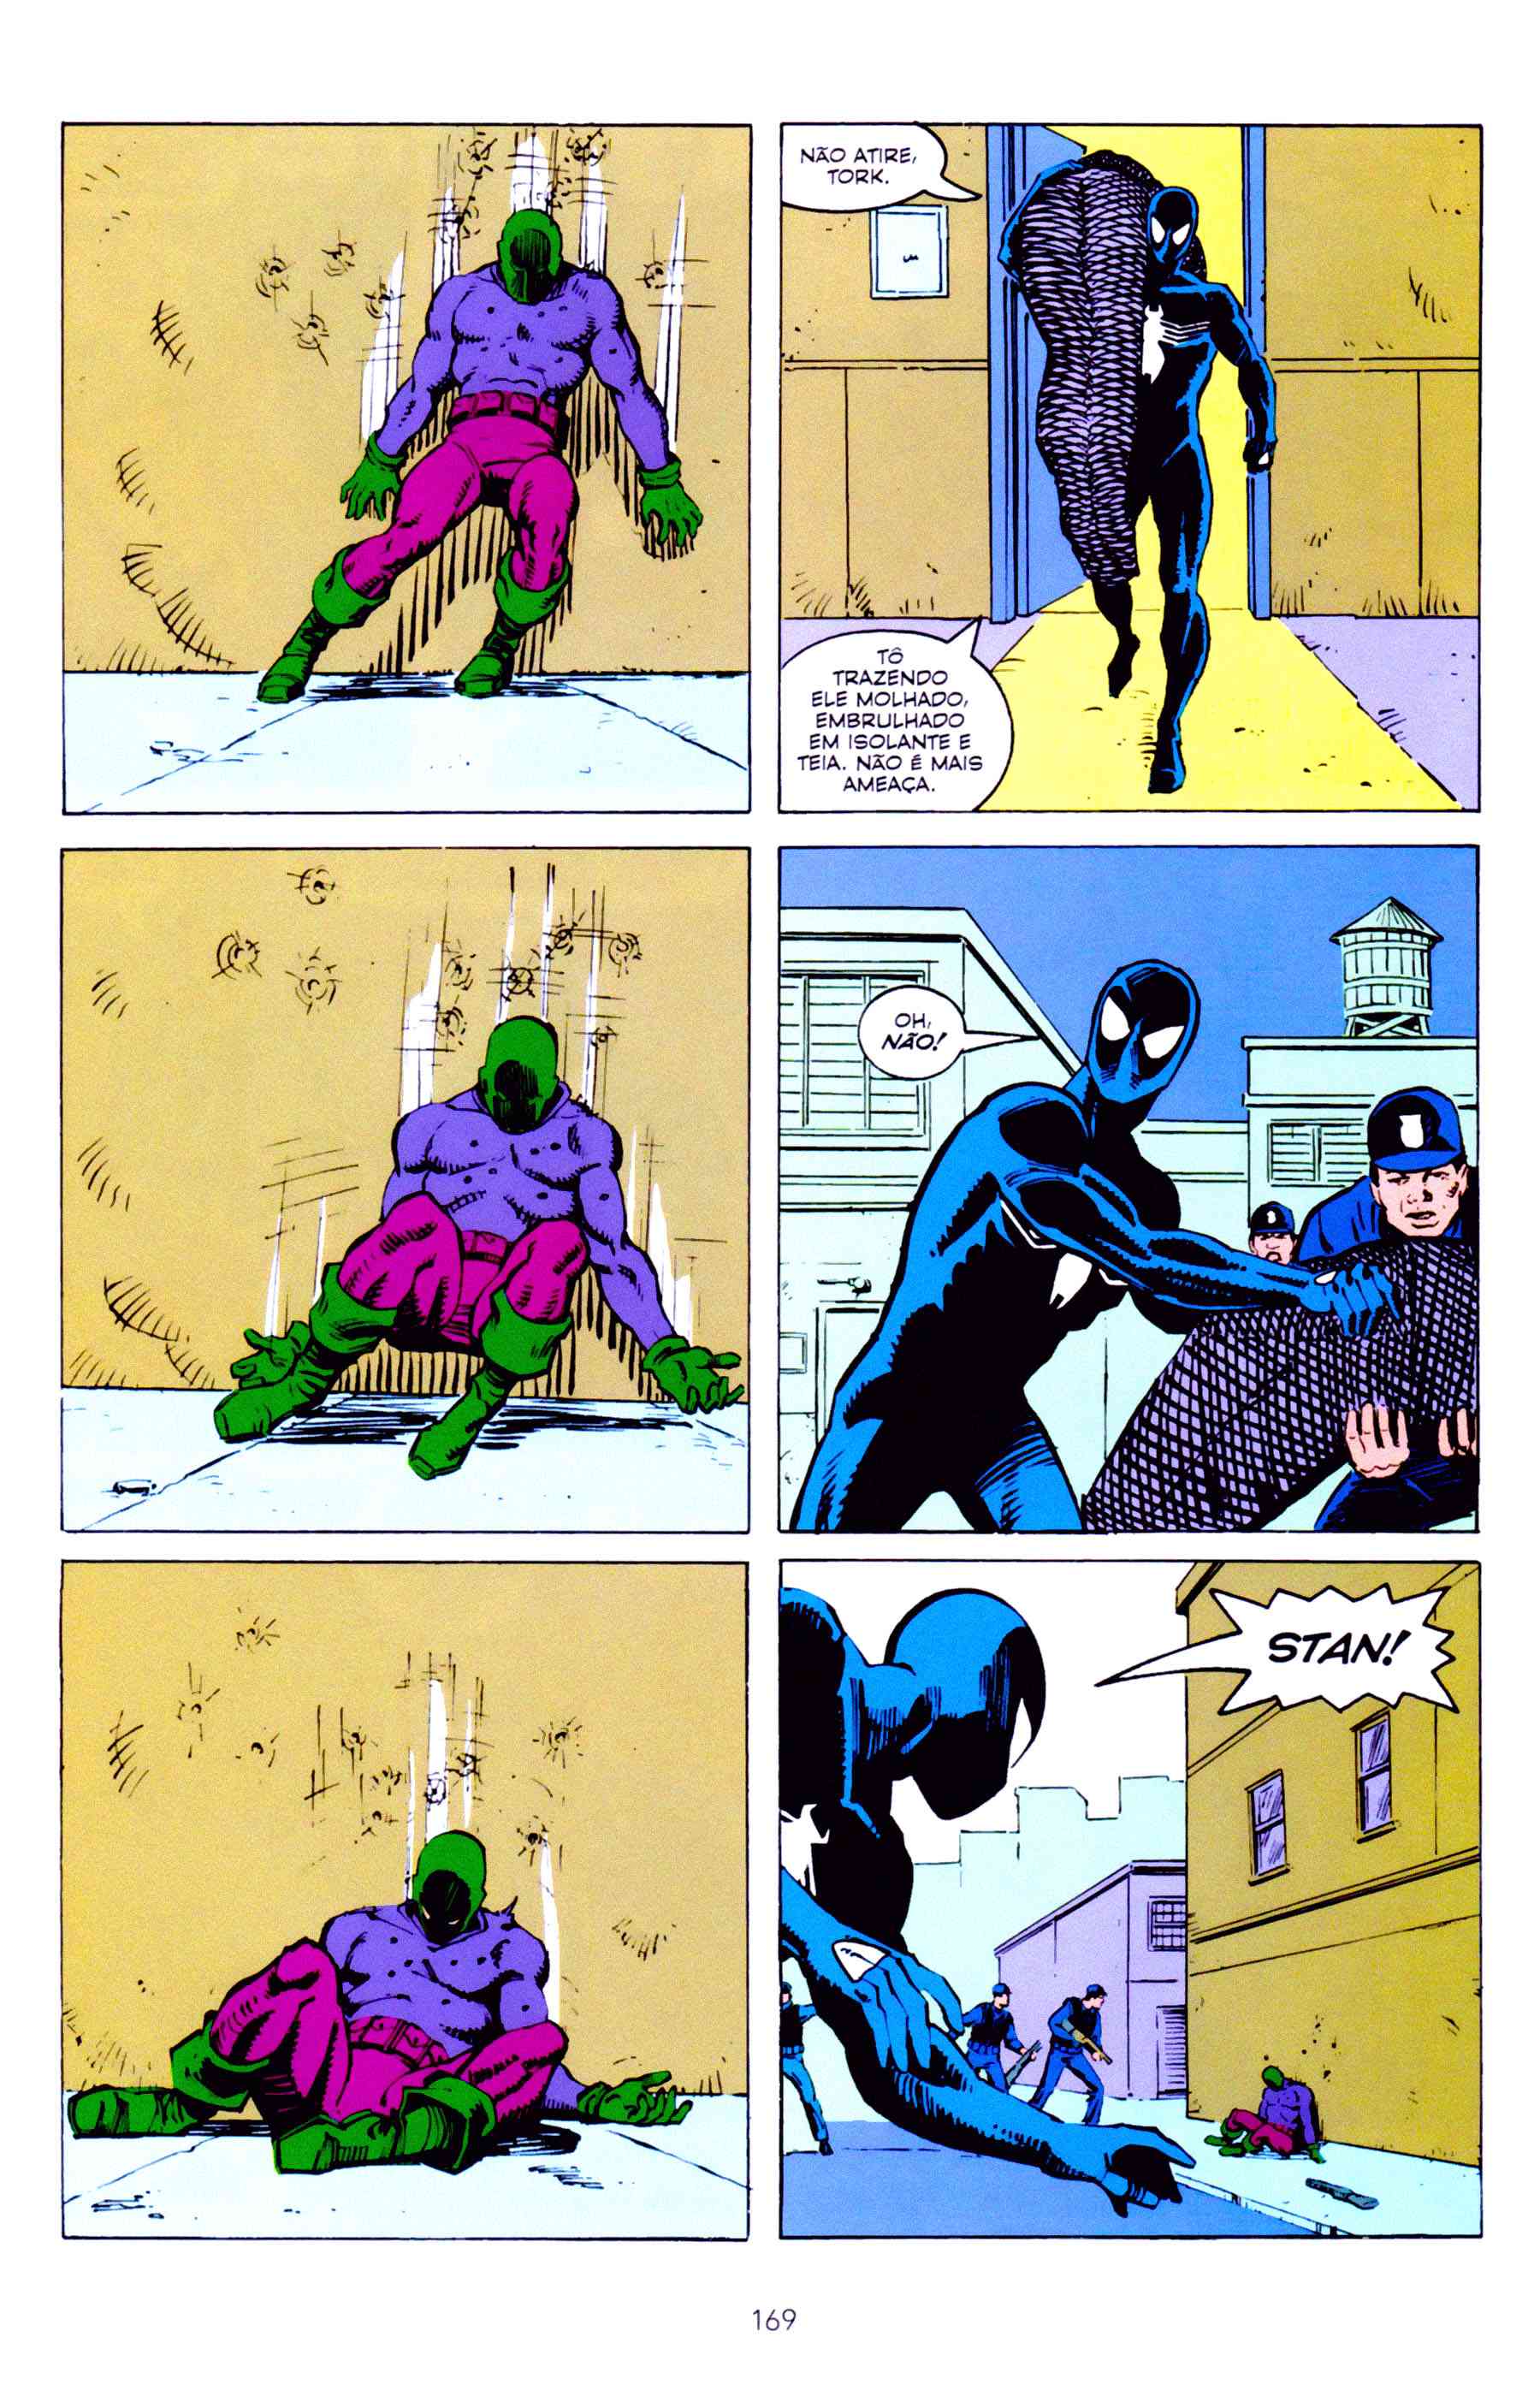 NÃO ATIRE,
TORK.
TÔ
TRAZENDO
ELE MOLHADO,
EMBRULHADO
EM ISOLANTE E
TEIA. NÃO É MAIS
AMEAÇA.
OH,
NÃO!
STAN!
169